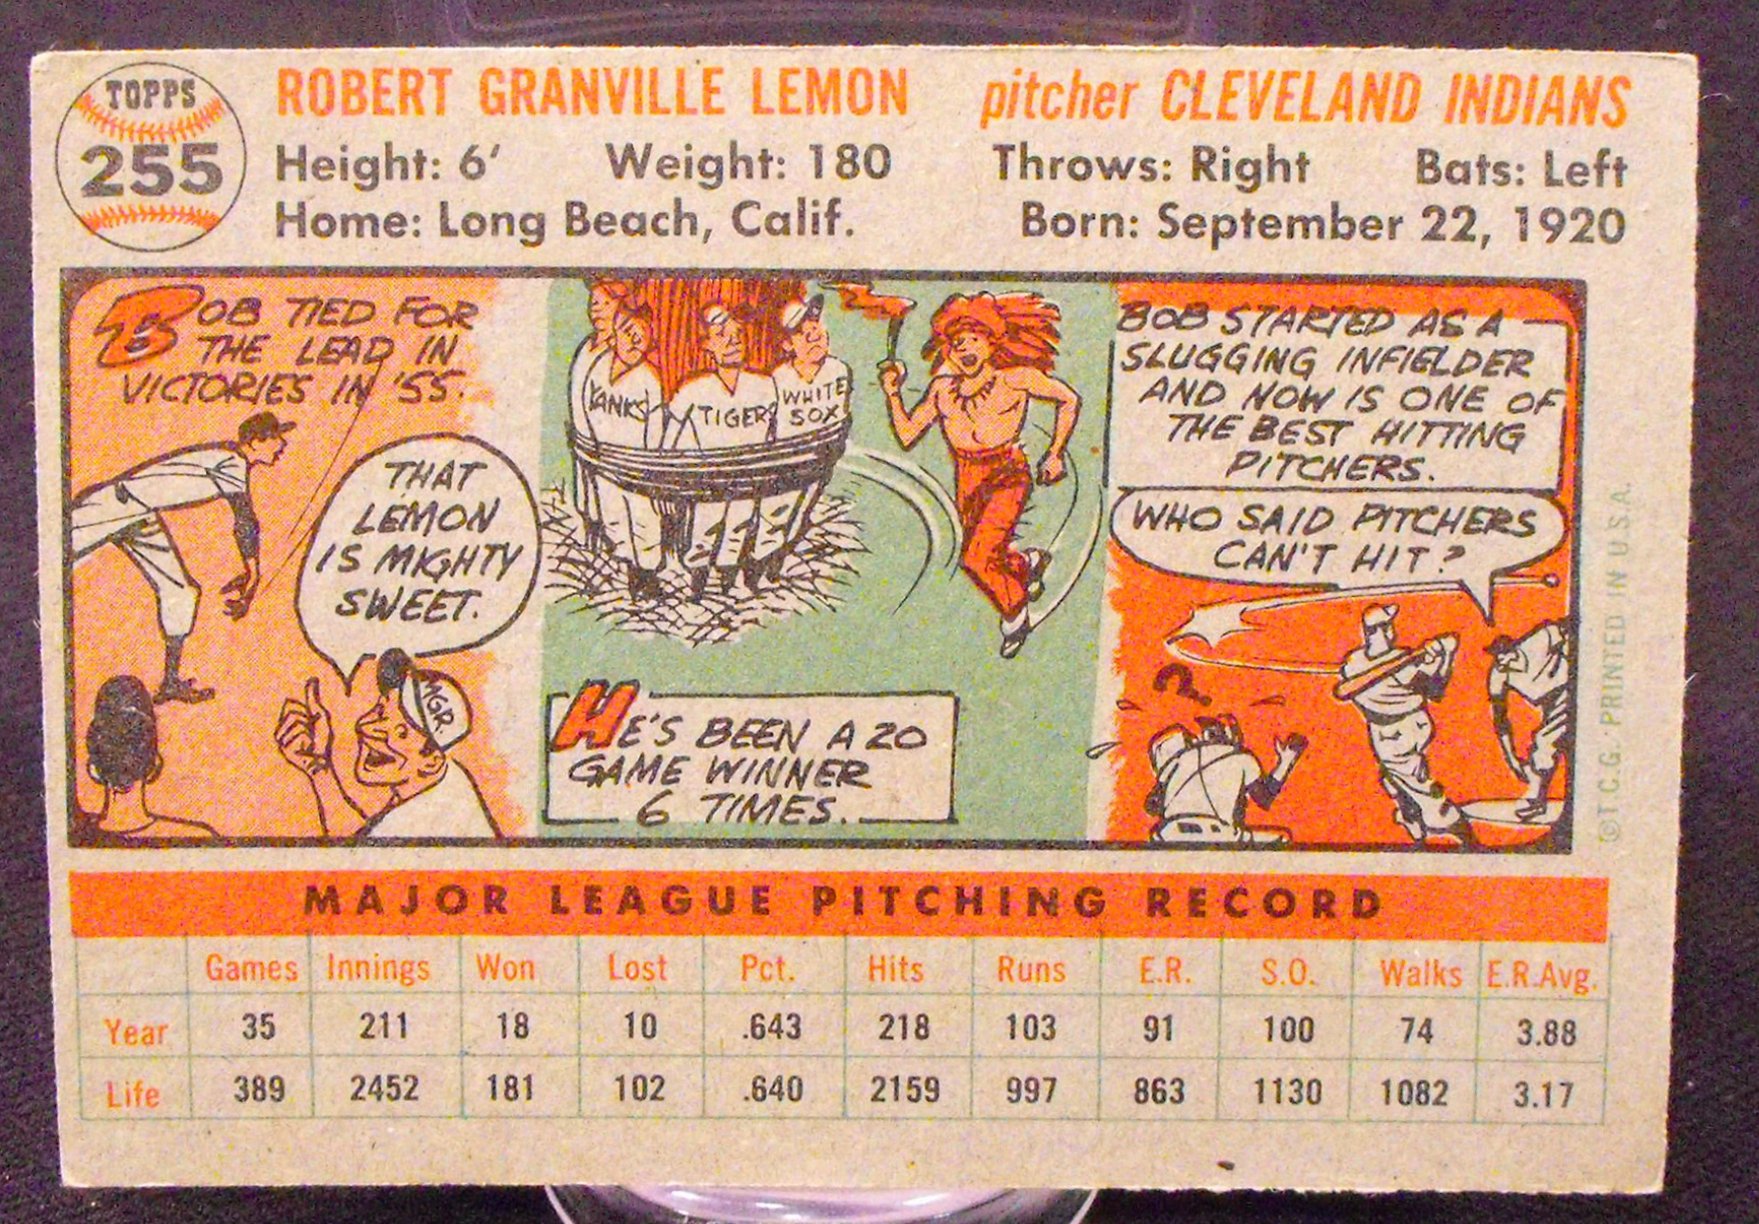 TOPPS
255
ROBERT GRANVILLE LEMON pitcher CLEVELAND INDIANS
Height: 6' Weight: 180 Throws: Right Bats: Left
Home: Long Beach, Calif. Born: September 22, 1920
BOB TIED FOR
THE LEAD IN
VICTORIES IN '55.
THAT
LEMON
IS MIGHTY
SWEET.
MGR.
YANKS
TIGERS
WHITE
SOX
HE'S BEEN A 20
GAME WINNER
6 TIMES.
BOB STARTED AS A
SLUGGING INFIELDER
AND NOW IS ONE OF
THE BEST HITTING
PITCHERS.
WHO SAID PITCHERS
CAN'T HIT?
?
©T.C.G. PRINTED IN U.S.A.
MAJOR LEAGUE PITCHING RECORD
Games Innings Won Lost Pct. Hits Runs E.R. S.O. Walks E.R.Avg.
Year 35 211 18 10 .643 218 103 91 100 74 3.88
Life 389 2452 181 102 .640 2159 997 863 1130 1082 3.17